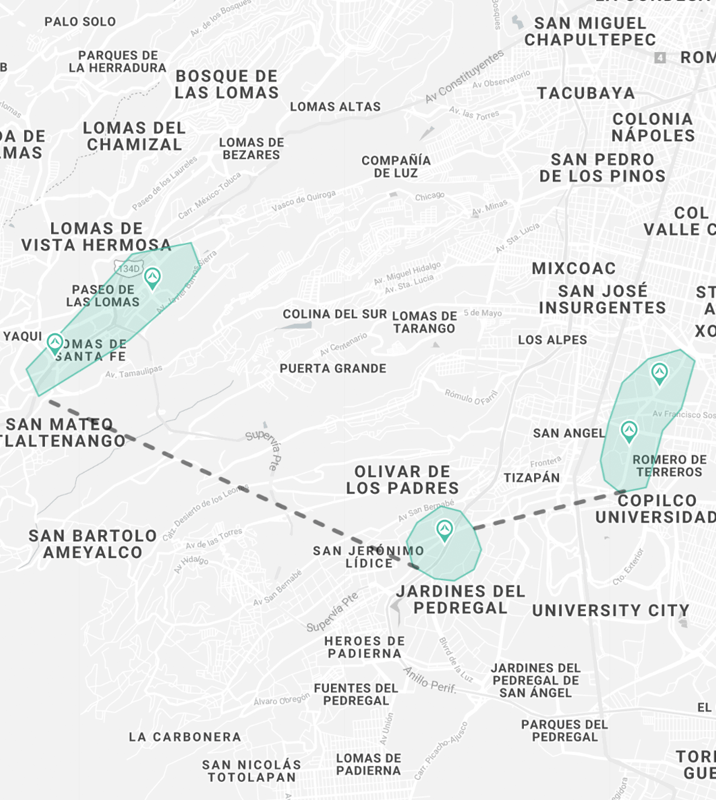 PALO SOLO
Av. de los Bosques
SAN MIGUEL
CHAPULTEPEC
PARQUES DE
LA HERRADURA
BOSQUE DE
LAS LOMAS
Av Constituyentes
Av Observatorio
4
ROM
LOMAS ALTAS
TACUBAYA
Av. las Torres
DA DE
MAS
LOMAS DEL
CHAMIZAL
COLONIA
NÁPOLES
LOMAS DE
BEZARES
COMPAÑÍA
DE LUZ
SAN PEDRO
DE LOS PINOS
Paseo de los Laureles
Carr. México-Toluca
Vasco de Quiroga
Chicago
Av. Minas
COL
VALLE C
LOMAS DE
VISTA HERMOSA
Av. Sta. Lucia
134D
Av. Miguel Hidalgo
Av. Sta. Lucia
MIXCOAC
PASEO DE
LAS LOMAS
SAN JOSÉ
INSURGENTES
ST
A
XO
COLINA DEL SUR
LOMAS DE
TARANGO
5 de Mayo
YAQUI
LOMAS DE
SANTA FE
Av Centenario
LOS ALPES
Av. Tamaulipas
PUERTA GRANDE
Rómulo O'Farril
Av Francisco Sos
SAN MATEO
TLALTENANGO
Supervía Pte
SAN ANGEL
Frontera
ROMERO DE
TERREROS
OLIVAR DE
LOS PADRES
TIZAPÁN
Calz. Desierto de los Leones
Av San Bernabé
COPILCO
UNIVERSIDAD
SAN BARTOLO
AMEYALCO
Av de las Torres
Av Hidalgo
SAN JERÓNIMO
LÍDICE
Cto. Exterior
Av San Bernabé
JARDINES DEL
PEDREGAL
UNIVERSITY CITY
Supervía Pte
HEROES DE
PADIERNA
Blvrd de la Luz
JARDINES DEL
PEDREGAL DE
SAN ÁNGEL
Anillo Perif.
FUENTES DEL
PEDREGAL
Álvaro Obregón
EL
PARQUES DEL
PEDREGAL
Av Unión
Carr. Picacho-Ajusco
LA CARBONERA
SAN NICOLÁS
TOTOLAPAN
LOMAS DE
PADIERNA
TORI
GUE